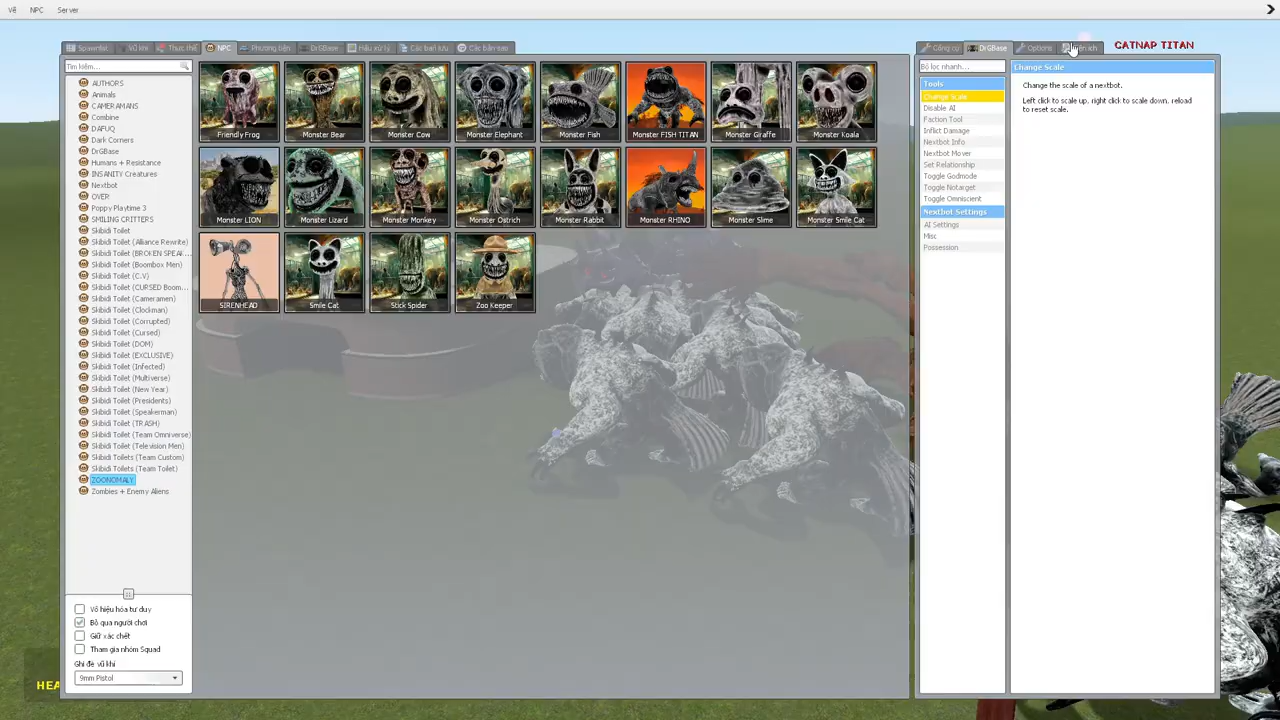 Vẽ NPC Server
Spawnlist Vũ khí Thực thể NPC Phương tiện DrGBase Hậu xử lý Các bản lưu Các bản sao
Tìm kiếm...
AUTHORS
Animals
CAMERAMANS
Combine
DAFUQ
Dark Corners
DrGBase
Humans + Resistance
INSANITY Creatures
Nextbot
OVER
Poppy Playtime 3
SMILING CRITTERS
Skibidi Toilet
Skibidi Toilet (Alliance Rewrite)
Skibidi Toilet (BROKEN SPEAK...
Skibidi Toilet (Boombox Men)
Skibidi Toilet (C.V)
Skibidi Toilet (CURSED Boom...
Skibidi Toilet (Cameramen)
Skibidi Toilet (Clockman)
Skibidi Toilet (Corrupted)
Skibidi Toilet (Cursed)
Skibidi Toilet (DOM)
Skibidi Toilet (EXCLUSIVE)
Skibidi Toilet (Infected)
Skibidi Toilet (Multiverse)
Skibidi Toilet (New Year)
Skibidi Toilet (Presidents)
Skibidi Toilet (Speakerman)
Skibidi Toilet (TRASH)
Skibidi Toilet (Team Omniverse)
Skibidi Toilet (Television Men)
Skibidi Toilets (Team Custom)
Skibidi Toilets (Team Toilet)
ZOONOMALY
Zombies + Enemy Aliens
Vô hiệu hóa tư duy
Bỏ qua người chơi
Giữ xác chết
Tham gia nhóm Squad
Ghi đè vũ khí
9mm Pistol
Friendly Frog Monster Bear Monster Cow Monster Elephant Monster Fish Monster FISH TITAN Monster Giraffe Monster Koala
Monster LION Monster Lizard Monster Monkey Monster Ostrich Monster Rabbit Monster RHINO Monster Slime Monster Smile Cat
SIRENHEAD Smile Cat Stick Spider Zoo Keeper
Công cụ DrGBase Options
CATNAP TITAN
Bộ lọc nhanh...
Tools
Change Scale
Disable AI
Faction Tool
Inflict Damage
Nextbot Info
Nextbot Mover
Set Relationship
Toggle Godmode
Toggle Notarget
Toggle Omniscient
Nextbot Settings
AI Settings
Misc
Possession
Change Scale
Change the scale of a nextbot.
Left click to scale up, right click to scale down, reload
to reset scale.
HEA